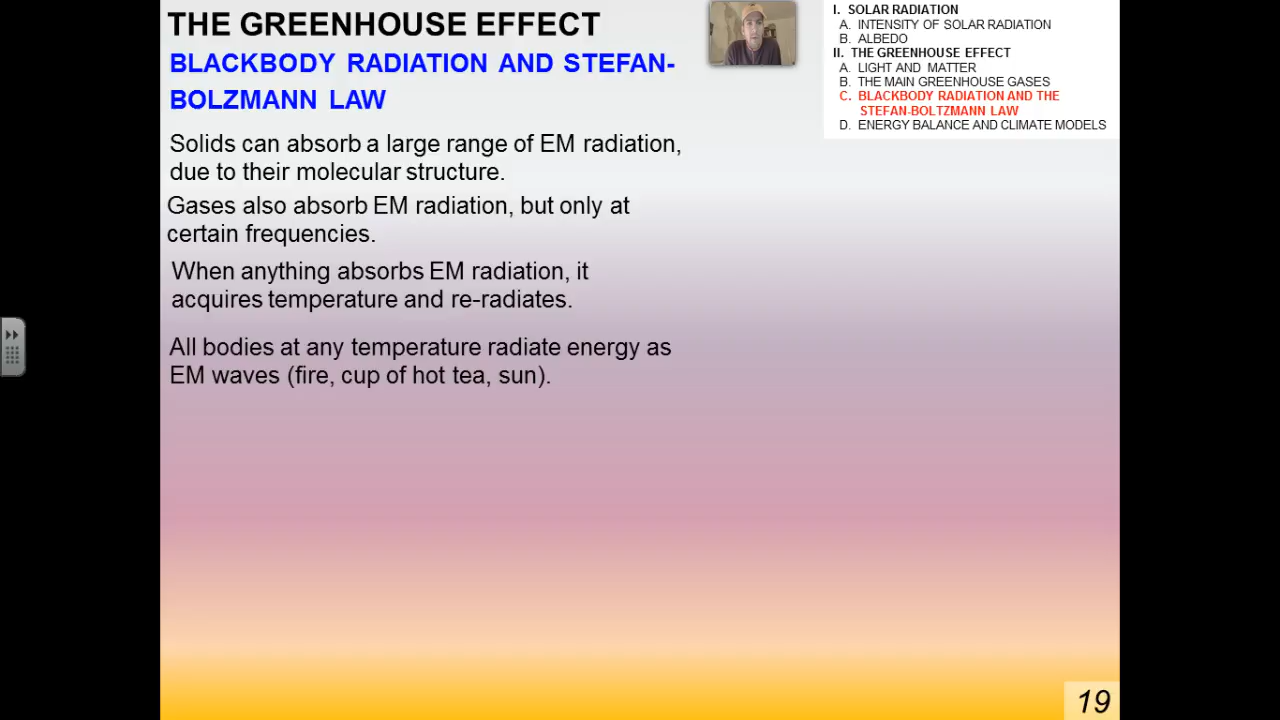 THE GREENHOUSE EFFECT
BLACKBODY RADIATION AND STEFAN-
BOLZMANN LAW
Solids can absorb a large range of EM radiation,
due to their molecular structure.
Gases also absorb EM radiation, but only at
certain frequencies.
When anything absorbs EM radiation, it
acquires temperature and re-radiates.
All bodies at any temperature radiate energy as
EM waves (fire, cup of hot tea, sun).
I. SOLAR RADIATION
A. INTENSITY OF SOLAR RADIATION
B. ALBEDO
II. THE GREENHOUSE EFFECT
A. LIGHT AND MATTER
B. THE MAIN GREENHOUSE GASES
C. BLACKBODY RADIATION AND THE
STEFAN-BOLTZMANN LAW
D. ENERGY BALANCE AND CLIMATE MODELS
19